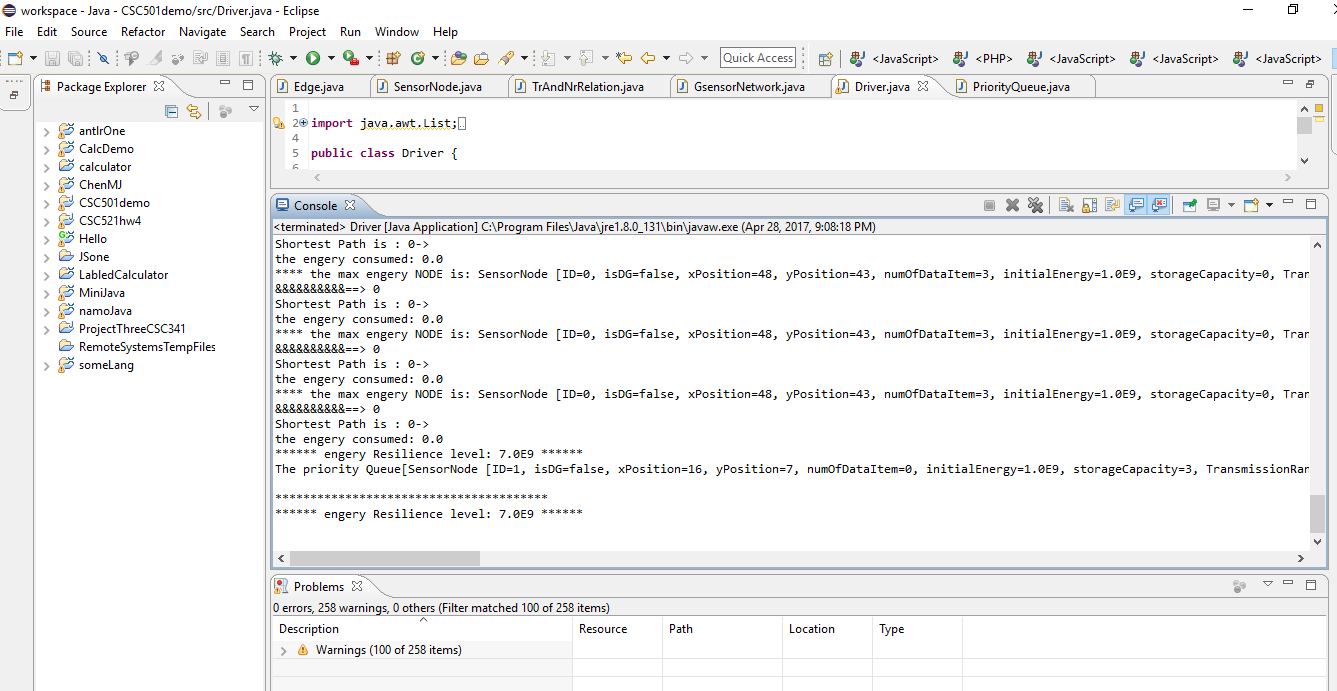 workspace - Java - CSC501demo/src/Driver.java - Eclipse
File Edit Source Refactor Navigate Search Project Run Window Help
Quick Access <JavaScript> <PHP> <JavaScript> <JavaScript> <JavaScript>
Package Explorer
antlrOne
CalcDemo
calculator
ChenMJ
CSC501demo
CSC521hw4
Hello
JSone
LabledCalculator
MiniJava
namoJava
ProjectThreeCSC341
RemoteSystemsTempFiles
someLang
Edge.java SensorNode.java TrAndNrRelation.java GsensorNetwork.java Driver.java PriorityQueue.java
1
2 import java.awt.List;
4
5 public class Driver {
6
Console
<terminated> Driver [Java Application] C:\Program Files\Java\jre1.8.0_131\bin\javaw.exe (Apr 28, 2017, 9:08:18 PM)
Shortest Path is : 0->
the engery consumed: 0.0
**** the max engery NODE is: SensorNode [ID=0, isDG=false, xPosition=48, yPosition=43, numOfDataItem=3, initialEnergy=1.0E9, storageCapacity=0, Tran
&&&&&&&&&&==> 0
Shortest Path is : 0->
the engery consumed: 0.0
**** the max engery NODE is: SensorNode [ID=0, isDG=false, xPosition=48, yPosition=43, numOfDataItem=3, initialEnergy=1.0E9, storageCapacity=0, Tran
&&&&&&&&&&==> 0
Shortest Path is : 0->
the engery consumed: 0.0
**** the max engery NODE is: SensorNode [ID=0, isDG=false, xPosition=48, yPosition=43, numOfDataItem=3, initialEnergy=1.0E9, storageCapacity=0, Tran
&&&&&&&&&&==> 0
Shortest Path is : 0->
the engery consumed: 0.0
****** engery Resilience level: 7.0E9 ******
The priority Queue[SensorNode [ID=1, isDG=false, xPosition=16, yPosition=7, numOfDataItem=0, initialEnergy=1.0E9, storageCapacity=3, TransmissionRan
***************************************
****** engery Resilience level: 7.0E9 ******
Problems
0 errors, 258 warnings, 0 others (Filter matched 100 of 258 items)
Description Resource Path Location Type
Warnings (100 of 258 items)